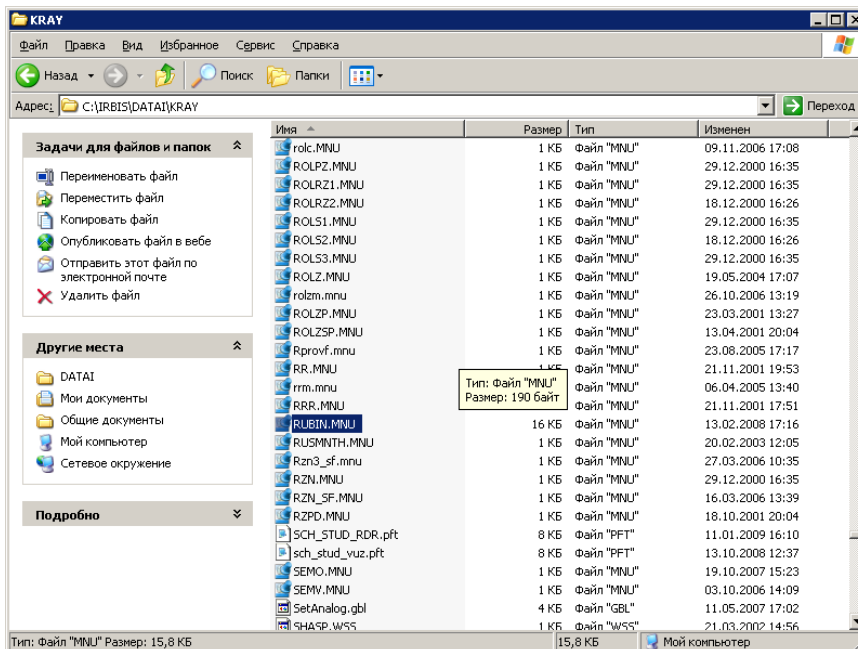 KRAY
Файл Правка Вид Избранное Сервис Справка
Назад Поиск Папки
Адрес: C:\IRBIS\DATAI\KRAY Переход
Задачи для файлов и папок
Переименовать файл
Переместить файл
Копировать файл
Опубликовать файл в вебе
Отправить этот файл по
электронной почте
Удалить файл
Другие места
DATAI
Мои документы
Общие документы
Мой компьютер
Сетевое окружение
Подробно
Имя Размер Тип Изменен
rolc.MNU 1 КБ Файл "MNU" 09.11.2006 17:08
ROLPZ.MNU 1 КБ Файл "MNU" 29.12.2000 16:35
ROLRZ1.MNU 1 КБ Файл "MNU" 29.12.2000 16:35
ROLRZ2.MNU 1 КБ Файл "MNU" 18.12.2000 16:26
ROLS1.MNU 1 КБ Файл "MNU" 29.12.2000 16:35
ROLS2.MNU 1 КБ Файл "MNU" 18.12.2000 16:26
ROLS3.MNU 1 КБ Файл "MNU" 29.12.2000 16:35
ROLZ.MNU 1 КБ Файл "MNU" 19.05.2004 17:07
rolzm.mnu 1 КБ Файл "MNU" 26.10.2006 13:19
ROLZP.MNU 1 КБ Файл "MNU" 23.03.2001 13:27
ROLZSP.MNU 1 КБ Файл "MNU" 13.04.2001 20:04
Rprovf.mnu 1 КБ Файл "MNU" 23.08.2005 17:17
RR.MNU 1 КБ Файл "MNU" 21.11.2001 19:53
rrm.mnu 06.04.2005 13:40
RRR.MNU 21.11.2001 17:51
Тип: Файл "MNU"
Размер: 190 байт
RUBIN.MNU 16 КБ Файл "MNU" 13.02.2008 17:16
RUSMNTH.MNU 1 КБ Файл "MNU" 20.02.2003 12:05
Rzn3_sf.mnu 1 КБ Файл "MNU" 27.03.2006 10:35
RZN.MNU 1 КБ Файл "MNU" 29.12.2000 16:35
RZN_SF.MNU 1 КБ Файл "MNU" 16.03.2006 13:39
RZPD.MNU 1 КБ Файл "MNU" 18.10.2001 20:04
SCH_STUD_RDR.pft 8 КБ Файл "PFT" 11.01.2009 16:10
sch_stud_vuz.pft 8 КБ Файл "PFT" 13.10.2008 12:37
SEMO.MNU 1 КБ Файл "MNU" 19.10.2007 15:23
SEMV.MNU 1 КБ Файл "MNU" 03.10.2006 14:09
SetAnalog.gbl 4 КБ Файл "GBL" 11.05.2007 17:02
SHASP.WSS 1 КБ Файл "WSS" 21.03.2002 14:56
Тип: Файл "MNU" Размер: 15,8 КБ 15,8 КБ Мой компьютер